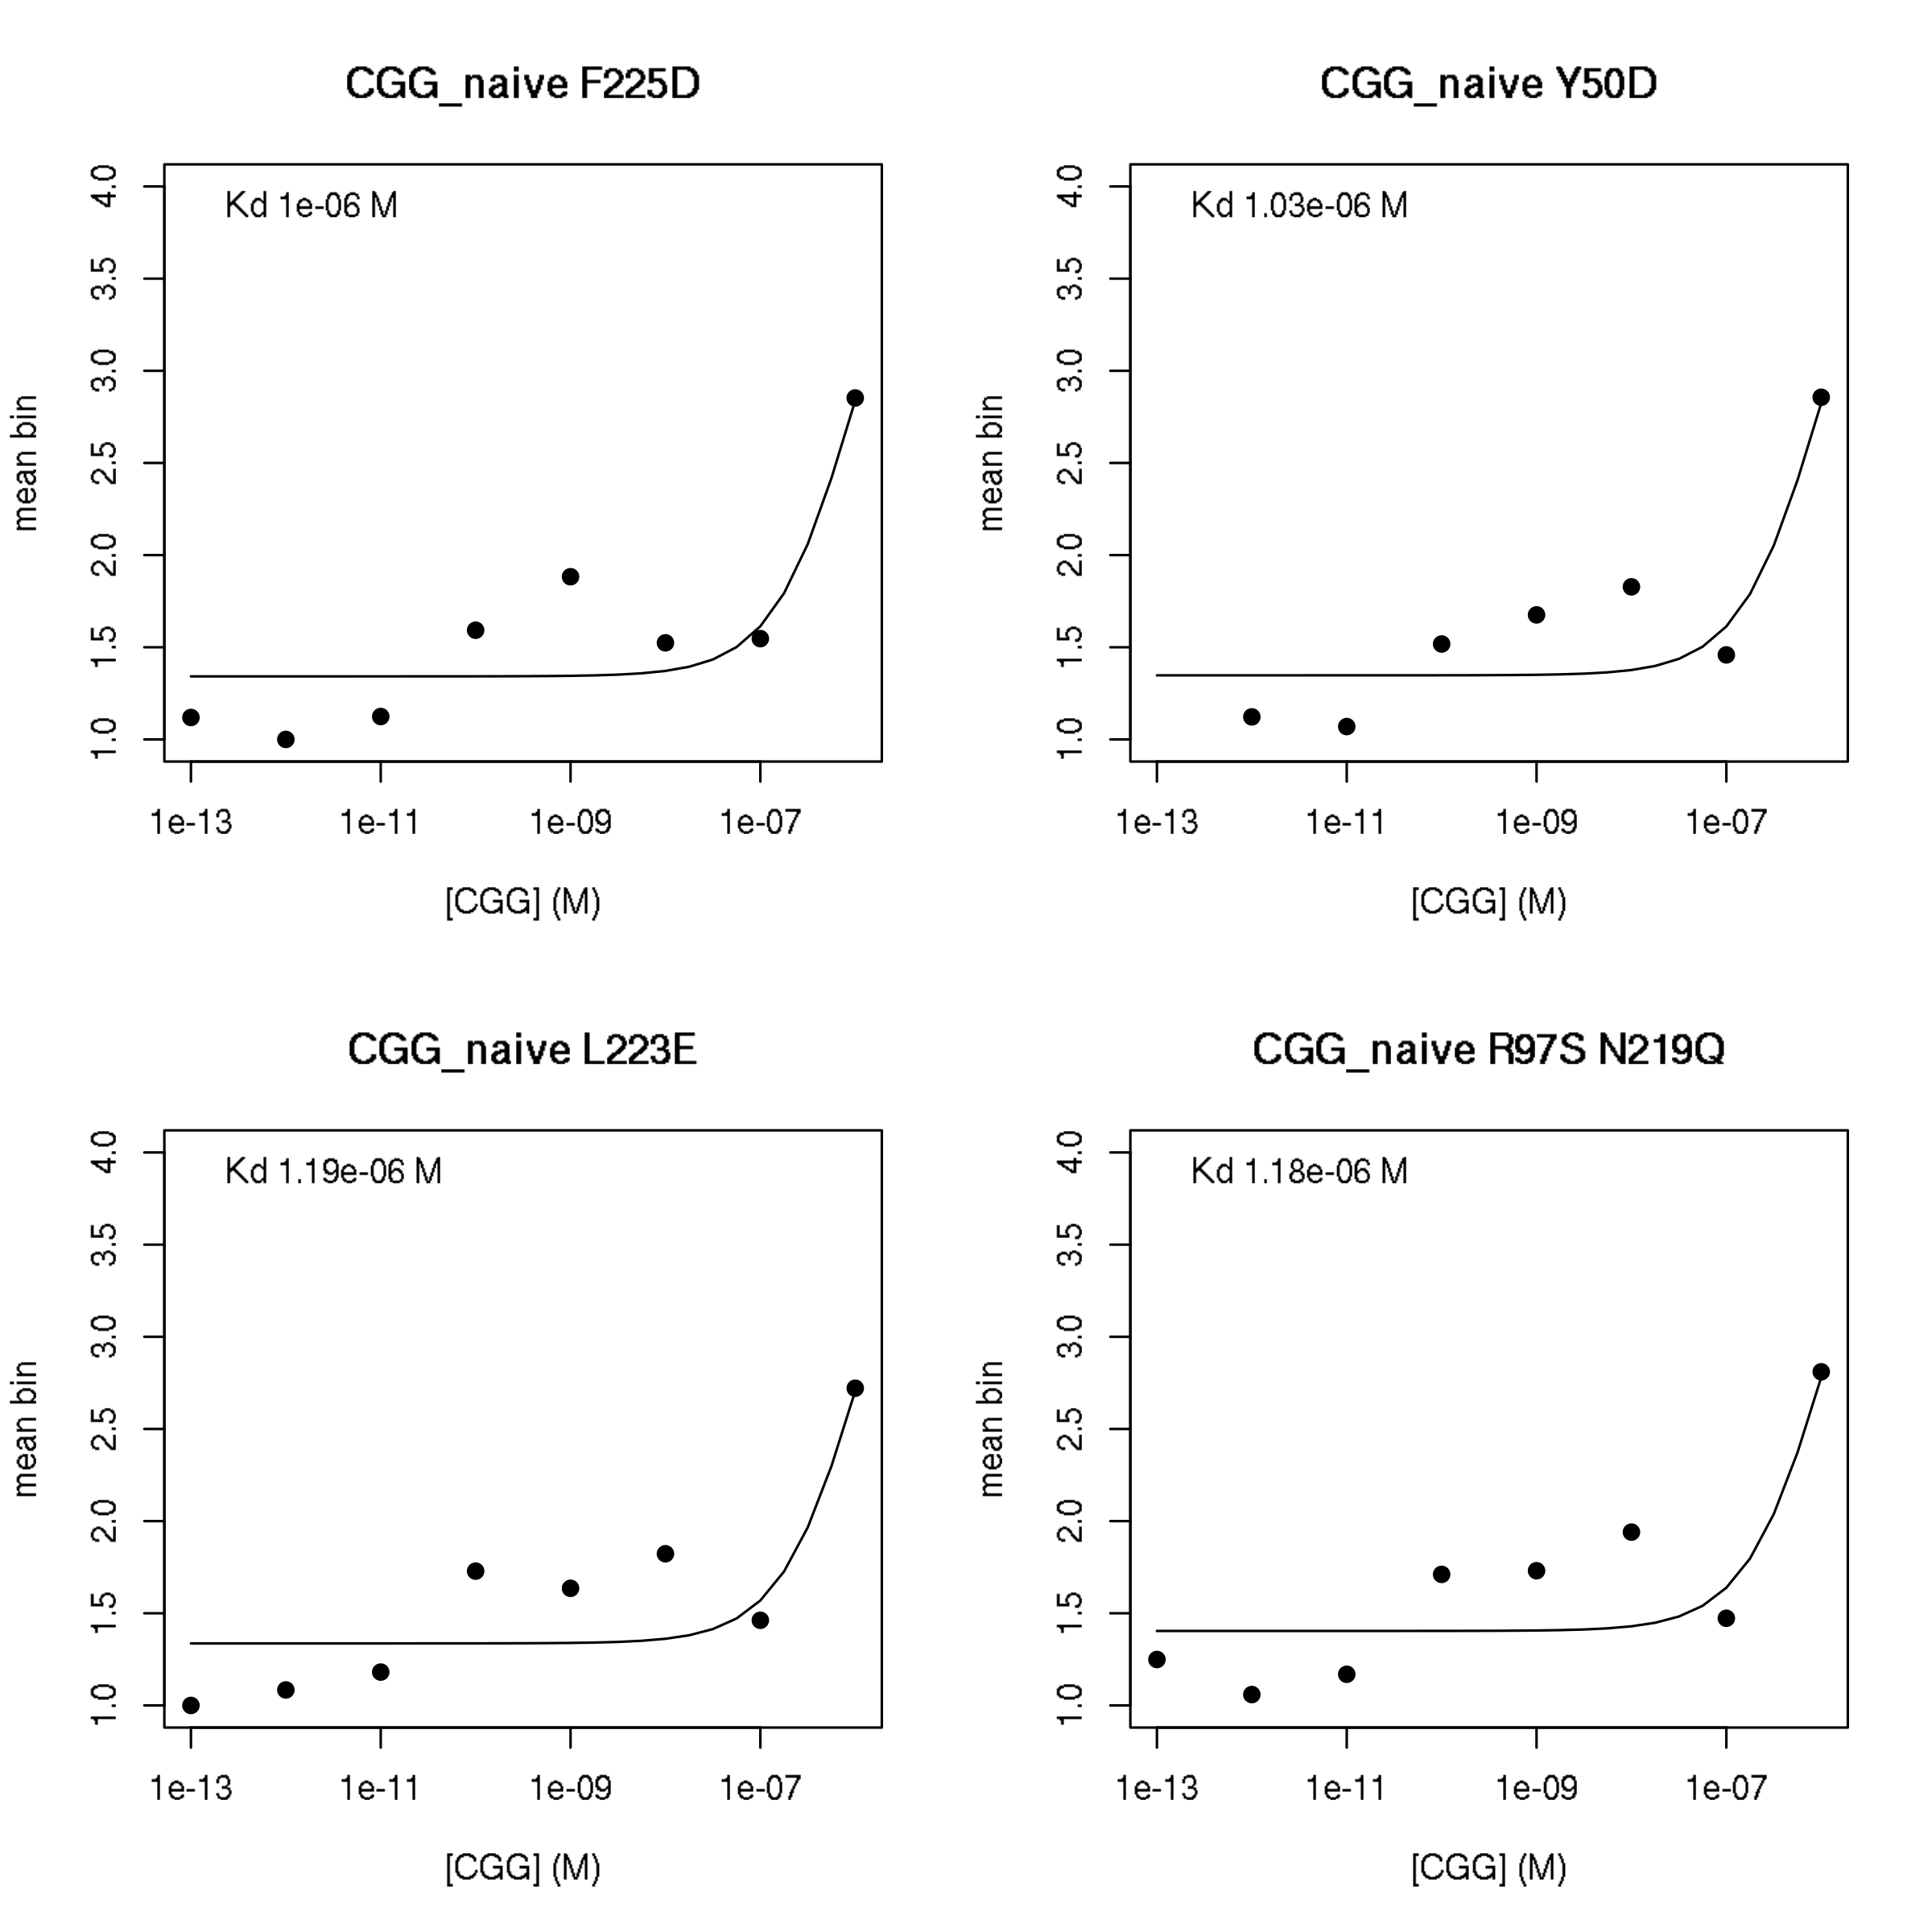 CGG_naive F225D
Kd 1e-06 M
mean bin
4.0
3.5
3.0
2.5
2.0
1.5
1.0
1e-13 1e-11 1e-09 1e-07
[CGG] (M)
CGG_naive Y50D
Kd 1.03e-06 M
mean bin
4.0
3.5
3.0
2.5
2.0
1.5
1.0
1e-13 1e-11 1e-09 1e-07
[CGG] (M)
CGG_naive L223E
Kd 1.19e-06 M
mean bin
4.0
3.5
3.0
2.5
2.0
1.5
1.0
1e-13 1e-11 1e-09 1e-07
[CGG] (M)
CGG_naive R97S N219Q
Kd 1.18e-06 M
mean bin
4.0
3.5
3.0
2.5
2.0
1.5
1.0
1e-13 1e-11 1e-09 1e-07
[CGG] (M)